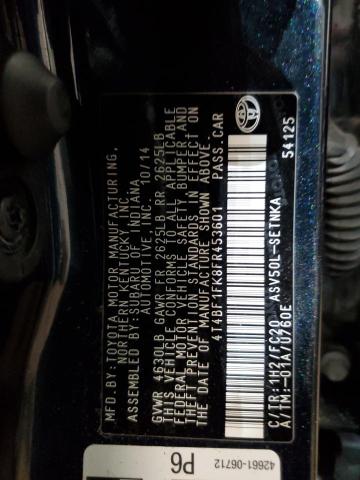 MFD.BY:TOYOTA MOTOR MANUFACTURING,
NORTHERN KENTUCKY, INC.
ASSEMBLED BY:SUBARU OF INDIANA
AUTOMOTIVE, INC. 10/14
GVWR 4630LB GAWR FR 2625LB RR 2625LB
THIS VEHICLE CONFORMS TO ALL APPLICABLE
FEDERAL MOTOR VEHICLE SAFETY, BUMPER, AND
THEFT PREVENTION STANDARDS IN EFFECT ON
THE DATE OF MANUFACTURE SHOWN ABOVE.
4T4BF1FK8FR453601 PASS.CAR
C/TR:1H2/FC20 ASV50L-SETNKA
A/TM:-01A/U760E
54125
TOYOTA
42661-06712
P6